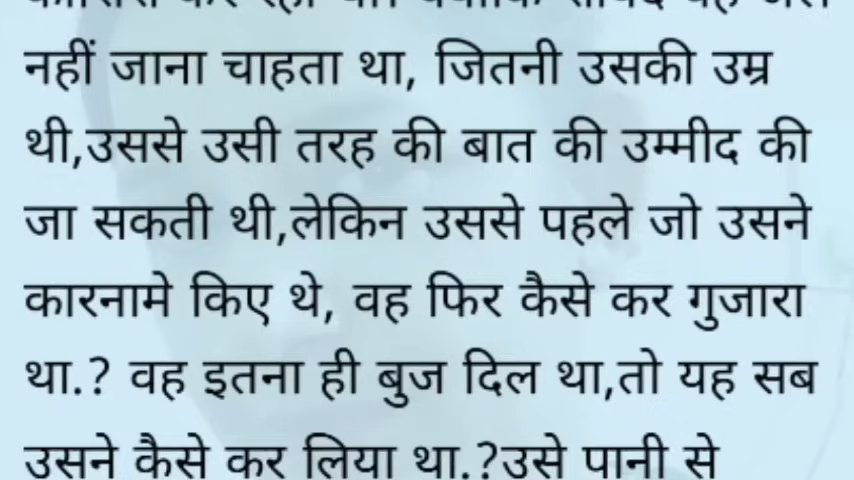 नहीं जाना चाहता था, जितनी उसकी उम्र
थी,उससे उसी तरह की बात की उम्मीद की
जा सकती थी,लेकिन उससे पहले जो उसने
कारनामे किए थे, वह फिर कैसे कर गुजारा
था.? वह इतना ही बुज दिल था,तो यह सब
उसने कैसे कर लिया था.?उसे पानी से